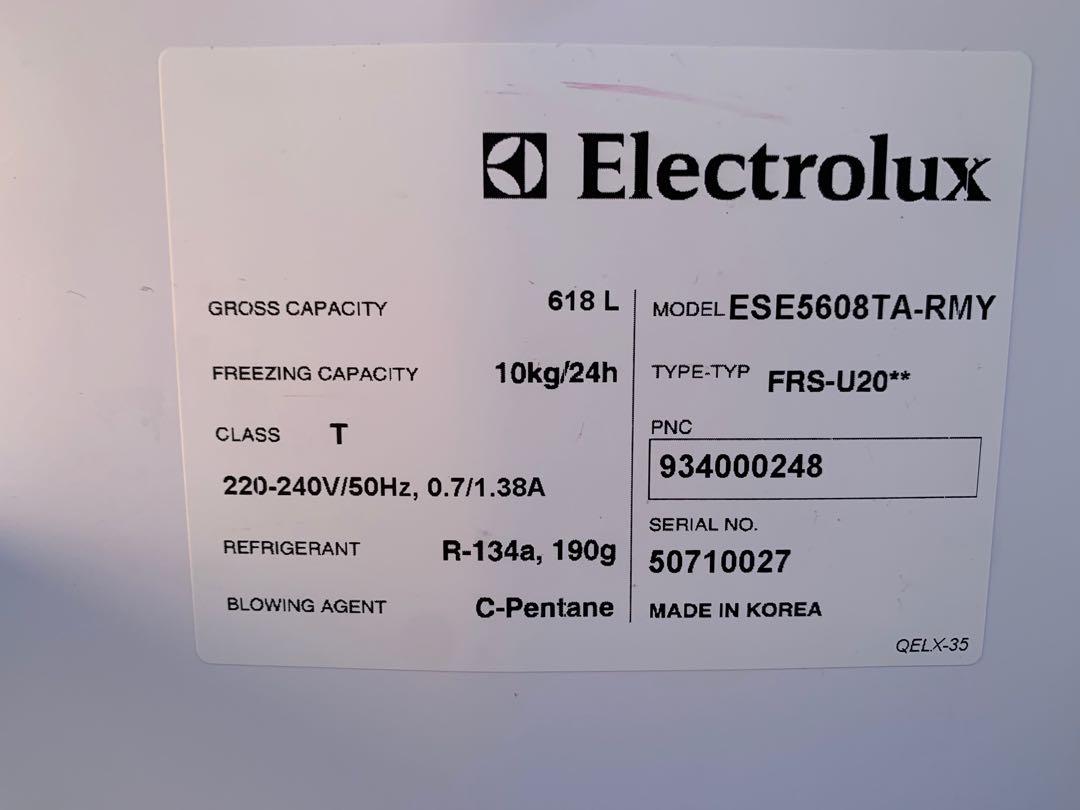 Electrolux
GROSS CAPACITY 618 L
FREEZING CAPACITY 10kg/24h
CLASS T
220-240V/50Hz, 0.7/1.38A
REFRIGERANT R-134a, 190g
BLOWING AGENT C-Pentane
MODEL ESE5608TA-RMY
TYPE-TYP FRS-U20**
PNC
934000248
SERIAL NO.
50710027
MADE IN KOREA
QELX-35